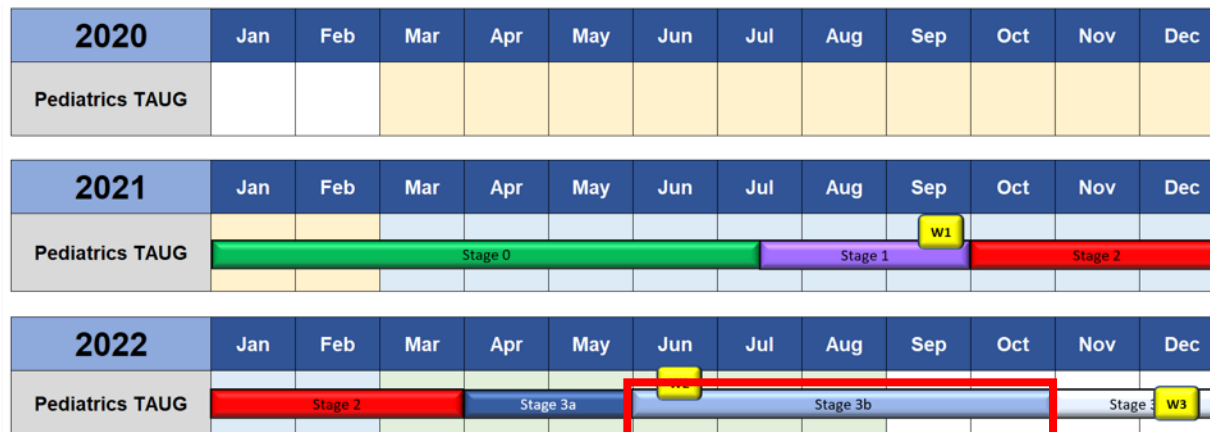 2020 Jan Feb Mar Apr May Jun Jul Aug Sep Oct Nov Dec
Pediatrics TAUG
2021 Jan Feb Mar Apr May Jun Jul Aug Sep Oct Nov Dec
W1
Pediatrics TAUG Stage 0 Stage 1 Stage 2
2022 Jan Feb Mar Apr May Jun Jul Aug Sep Oct Nov Dec
Pediatrics TAUG Stage 2 Stage 3a Stage 3b Stage W3